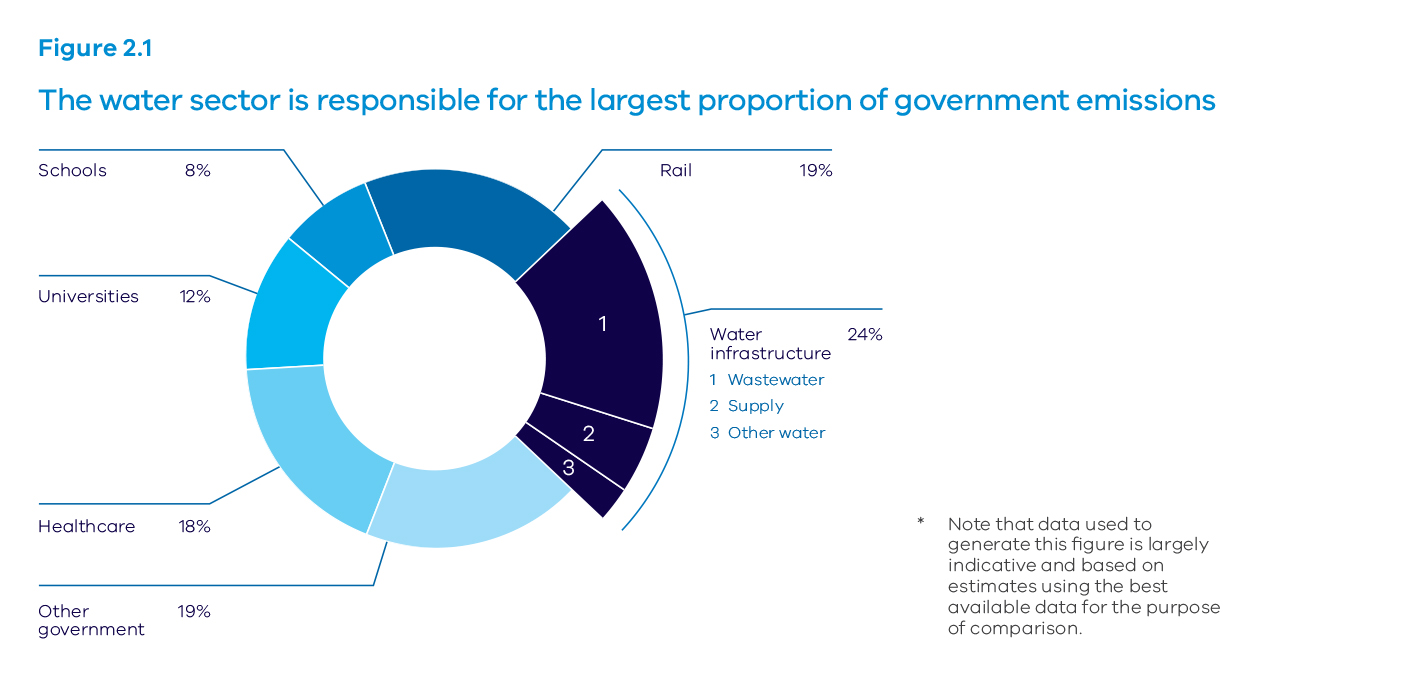 Figure 2.1
The water sector is responsible for the largest proportion of government emissions
Schools 8%
Rail 19%
Universities 12%
1
Water 24%
infrastructure
1 Wastewater
2 Supply
3 Other water
2
3
Healthcare 18%
Other 19%
government
* Note that data used to
generate this figure is largely
indicative and based on
estimates using the best
available data for the purpose
of comparison.